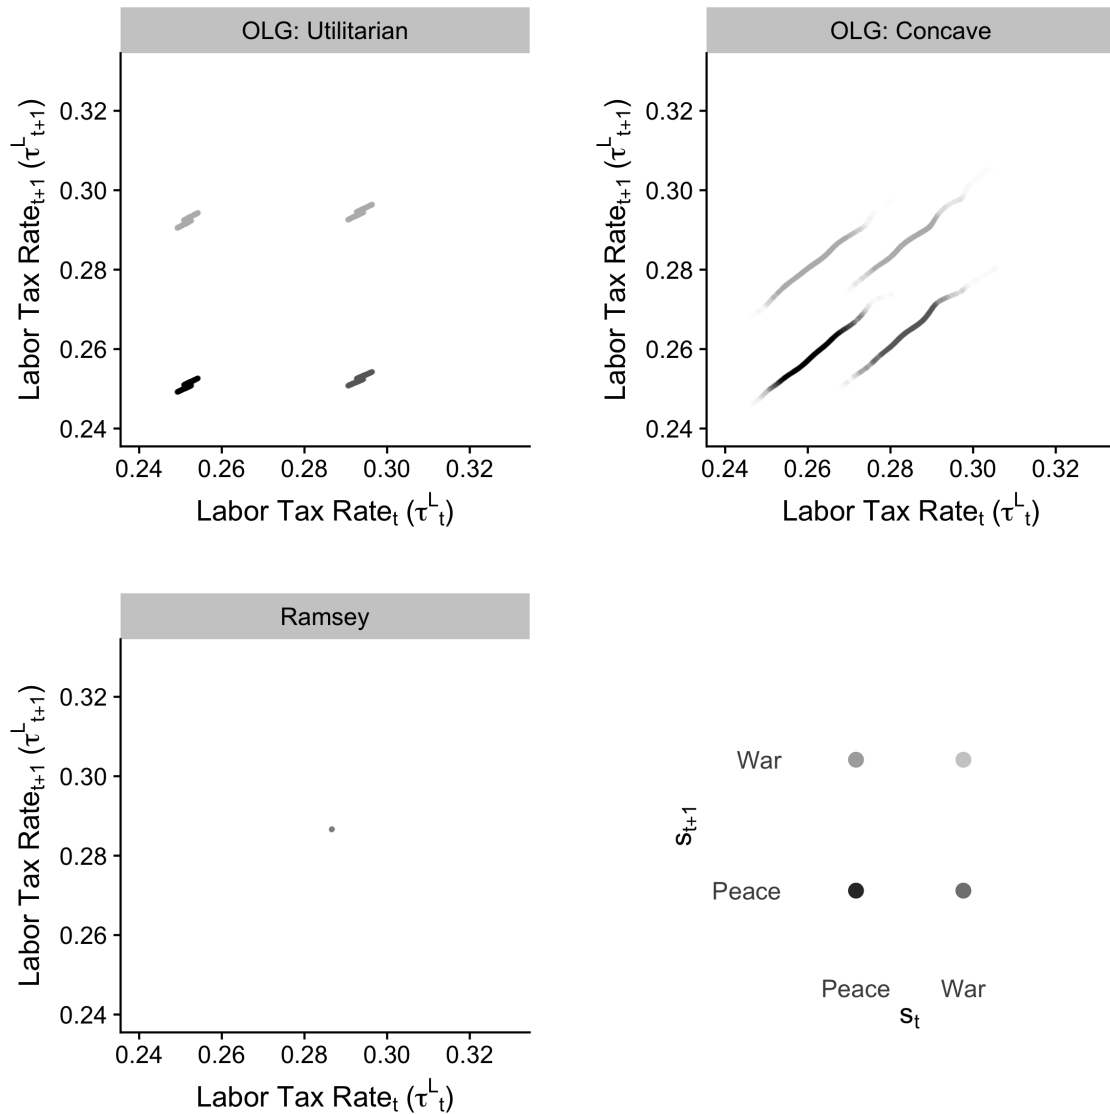 OLG: Utilitarian
0.32
0.30
0.28
0.26
0.24
Labor Tax Rate_{t+1} (τ^L_{t+1})
0.24 0.26 0.28 0.30 0.32
Labor Tax Rate_t (τ^L_t)
OLG: Concave
0.32
0.30
0.28
0.26
0.24
Labor Tax Rate_{t+1} (τ^L_{t+1})
0.24 0.26 0.28 0.30 0.32
Labor Tax Rate_t (τ^L_t)
Ramsey
0.32
0.30
0.28
0.26
0.24
Labor Tax Rate_{t+1} (τ^L_{t+1})
0.24 0.26 0.28 0.30 0.32
Labor Tax Rate_t (τ^L_t)
War
s_{t+1}
Peace
Peace War
s_t